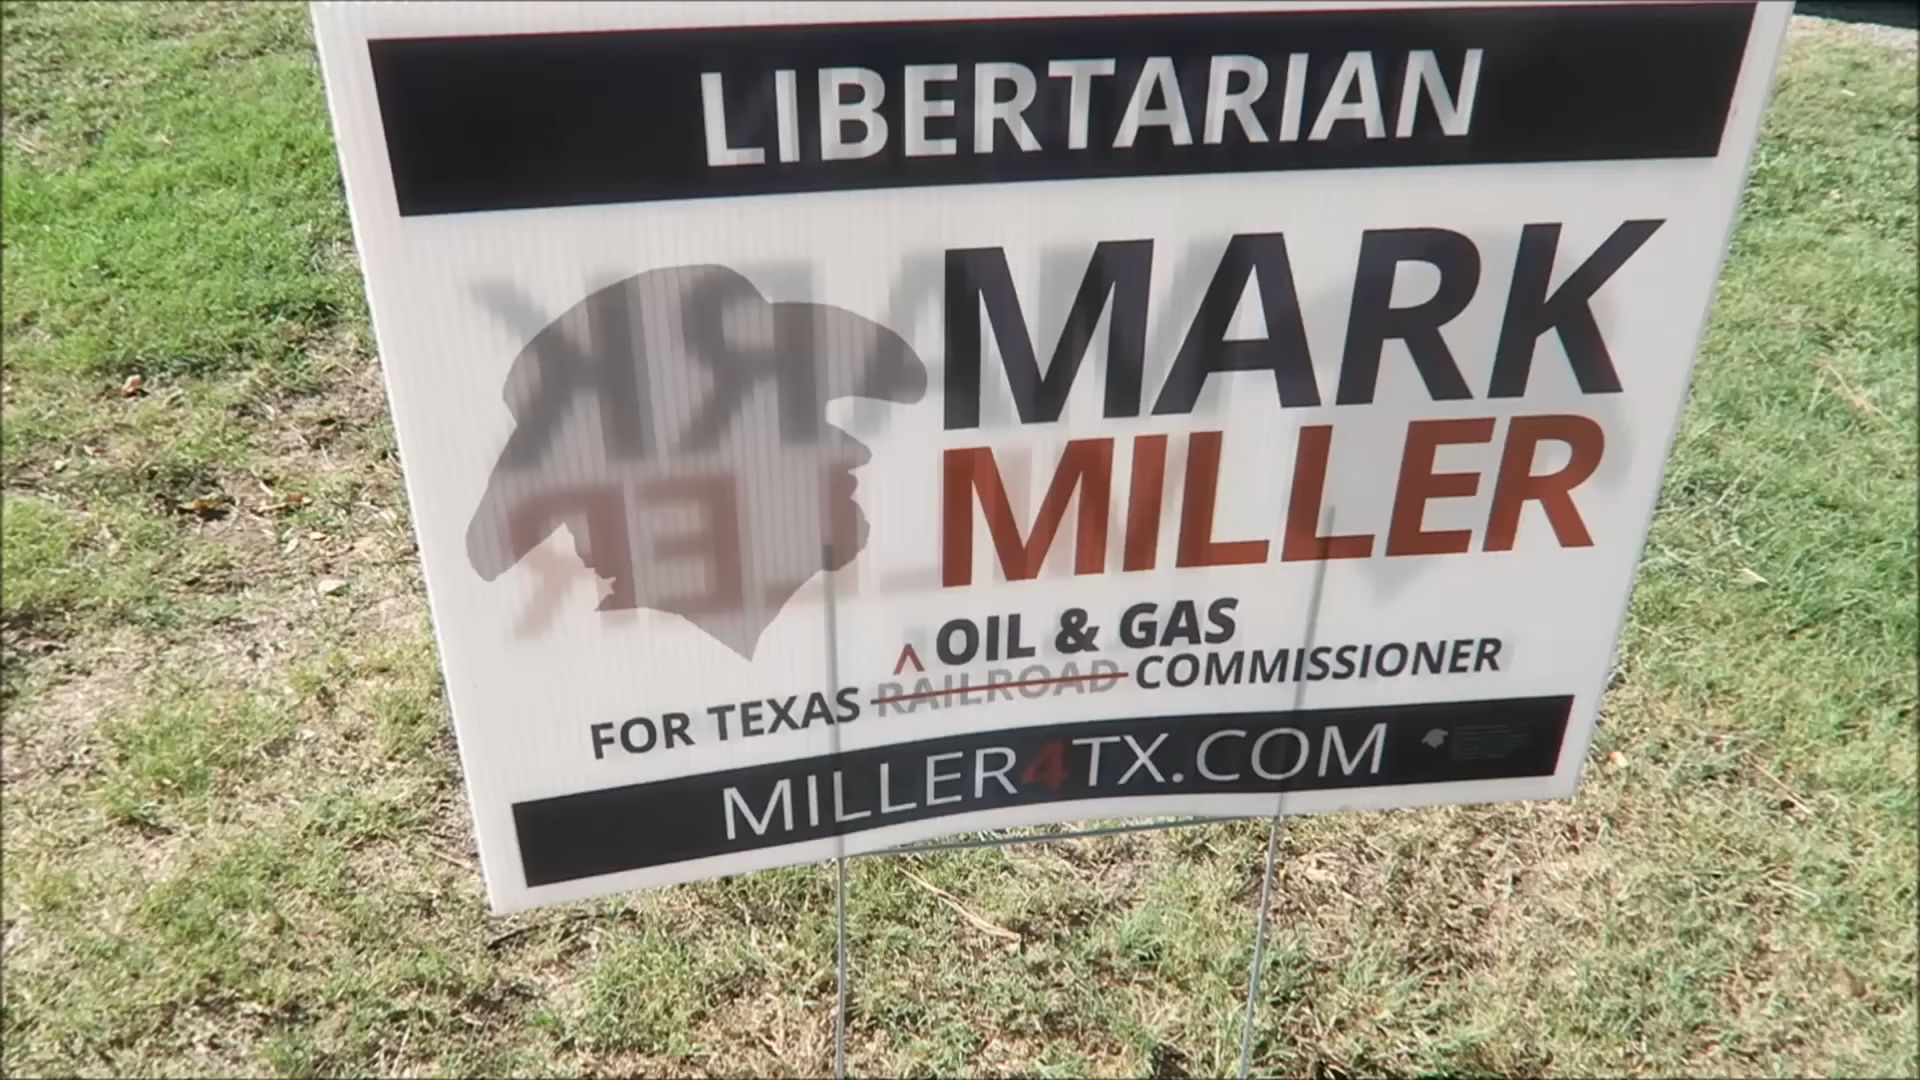 LIBERTARIAN
MARK
MILLER
^ OIL & GAS
FOR TEXAS RAILROAD COMMISSIONER
MILLER4TX.COM